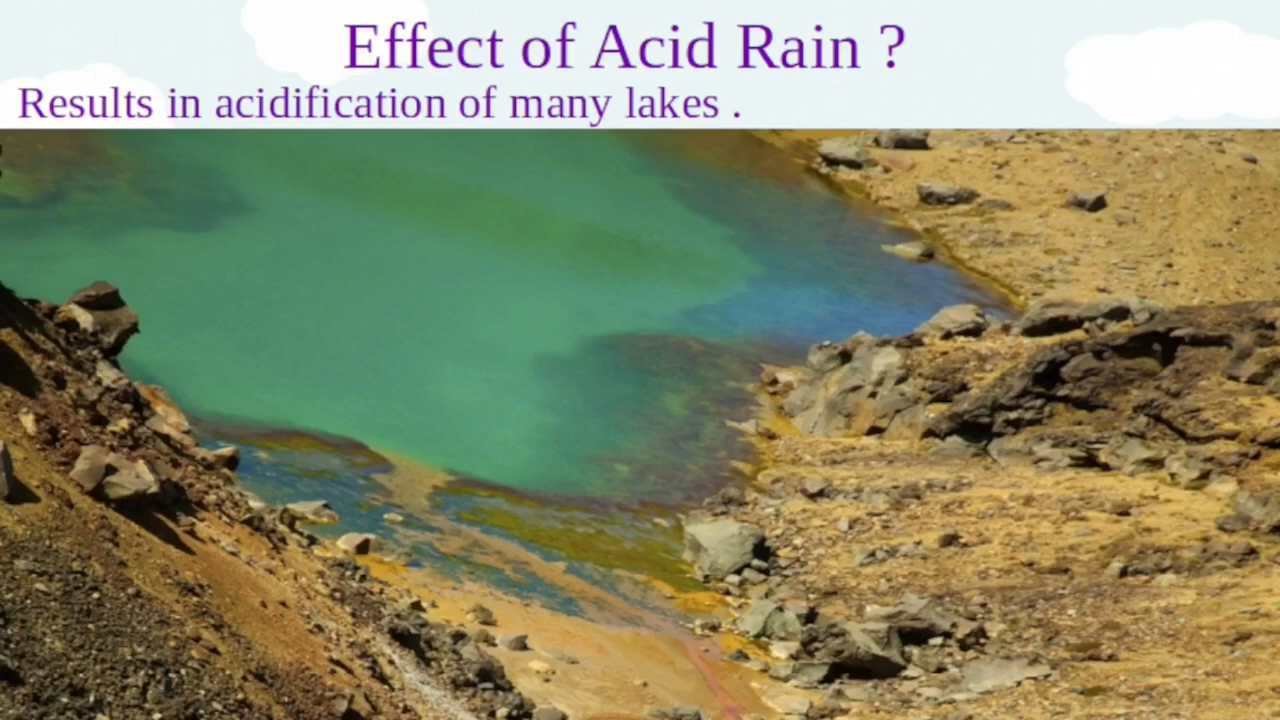 Effect of Acid Rain ?
Results in acidification of many lakes .